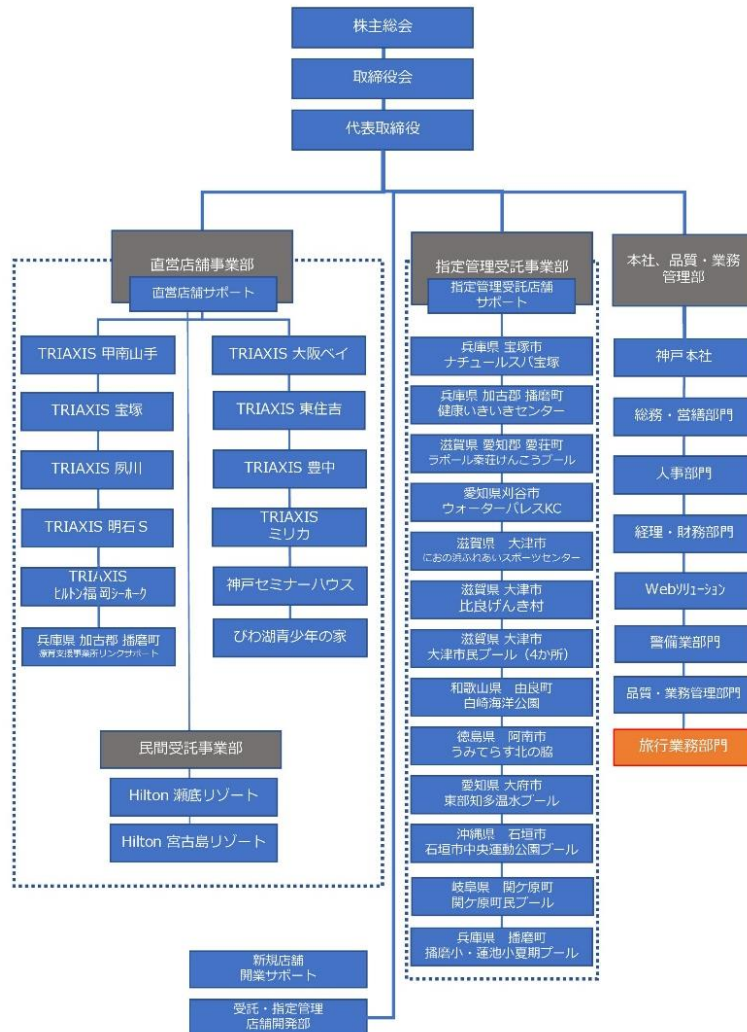 株主総会
取締役会
代表取締役
直営店舗事業部
直営店舗サポート
TRIAXIS 甲南山手
TRIAXIS 宝塚
TRIAXIS 夙川
TRIAXIS 明石S
TRIAXIS
ヒルトン福岡シーホーク
兵庫県 加古郡 播磨町
療育支援事業所リンクサポート
TRIAXIS 大阪ベイ
TRIAXIS 東住吉
TRIAXIS 豊中
TRIAXIS
ミリカ
神戸セミナーハウス
びわ湖青少年の家
民間受託事業部
Hilton 瀬底リゾート
Hilton 宮古島リゾート
新規店舗
開業サポート
受託・指定管理
店舗開発部
指定管理受託事業部
指定管理受託店舗
サポート
兵庫県 宝塚市
ナチュールスパ宝塚
兵庫県 加古郡 播磨町
健康いきいきセンター
滋賀県 愛知郡 愛荘町
ラポール秦荘けんこうプール
愛知県刈谷市
ウォーターパレスKC
滋賀県 大津市
におの浜ふれあいスポーツセンター
滋賀県 大津市
比良げんき村
滋賀県 大津市
大津市民プール（4か所）
和歌山県 由良町
白崎海洋公園
徳島県 阿南市
うみてらす北の脇
愛知県 大府市
東部知多温水プール
沖縄県 石垣市
石垣市中央運動公園プール
岐阜県 関ケ原町
関ケ原町民プール
兵庫県 播磨町
播磨小・蓮池小夏期プール
本社、品質・業務
管理部
神戸本社
総務・営繕部門
人事部門
経理・財務部門
Webソリューション
警備業部門
品質・業務管理部門
旅行業務部門